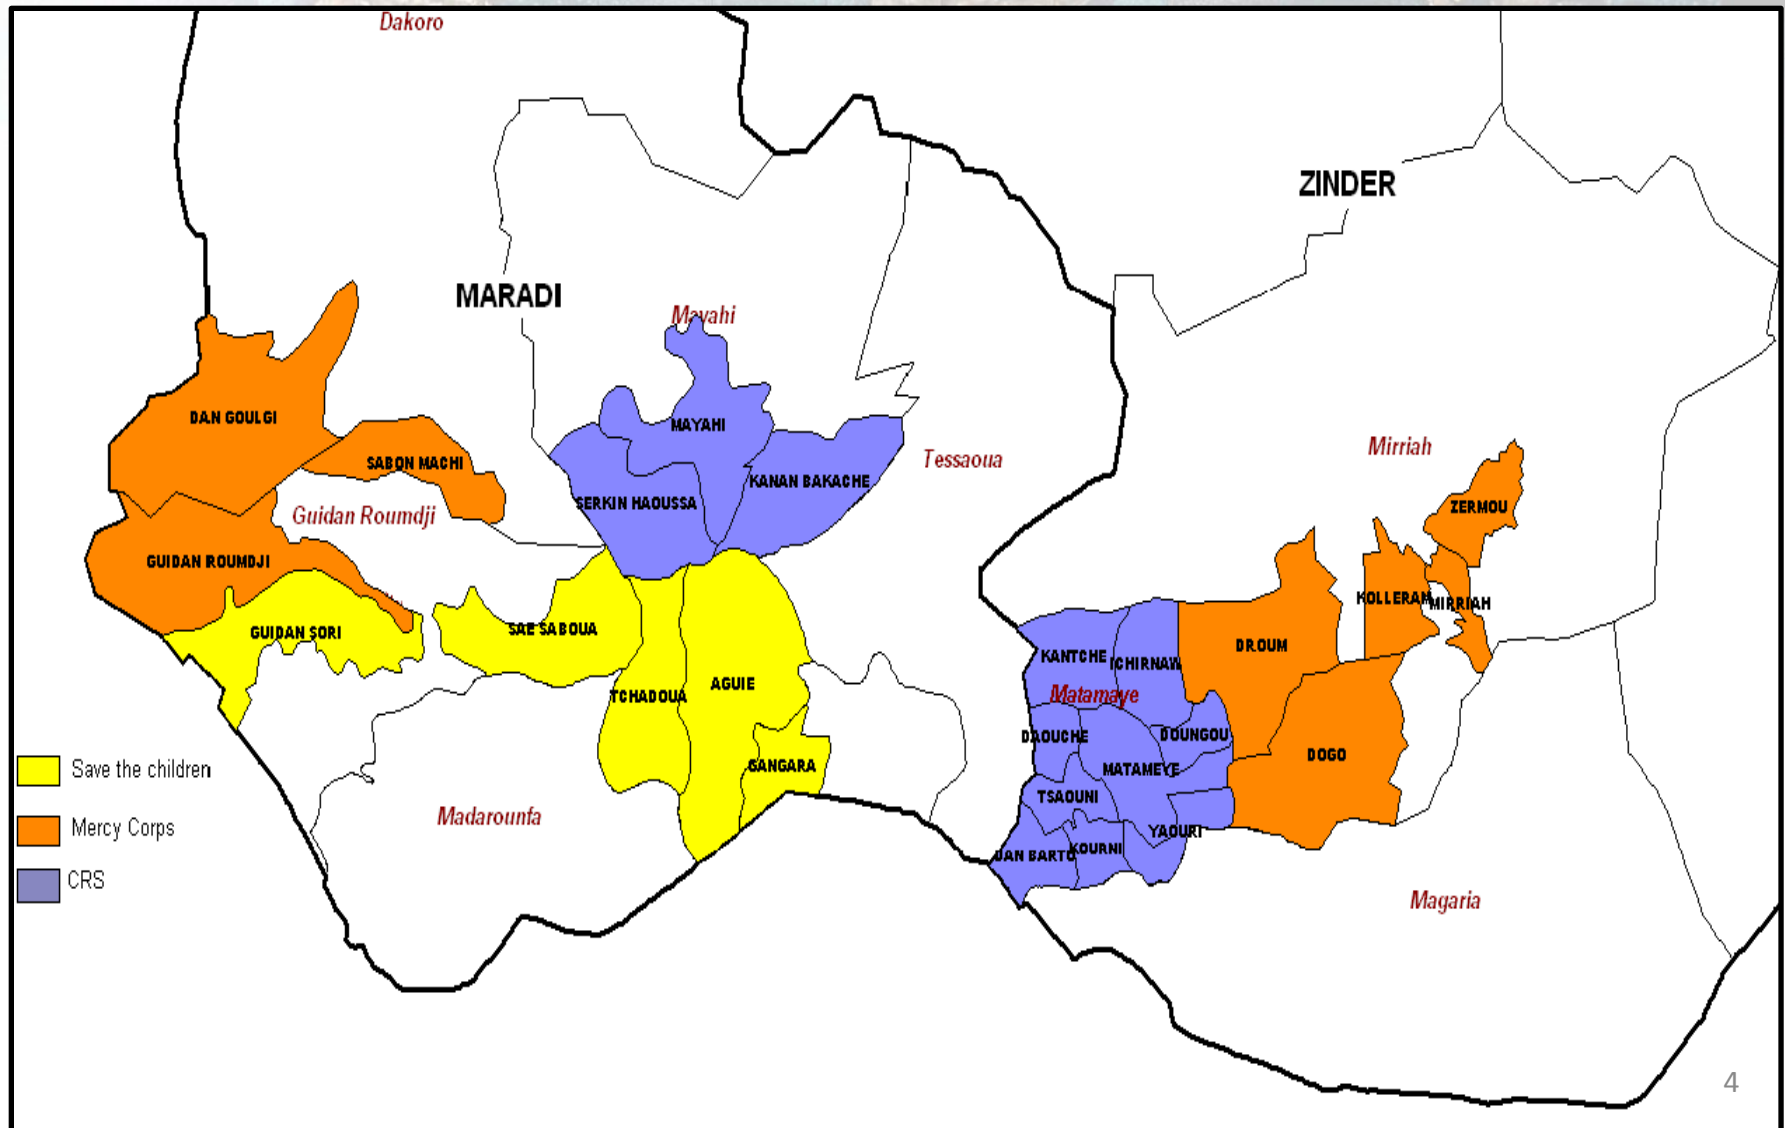 Dakoro
ZINDER
MARADI
Mayahi
DAN GOULGI
MAYAHI
SABON MACHI
Tessaoua
Mirriah
KANAN BAKACHE
SERKIN HAOUSSA
ZERMOU
Guidan Roumdji
GUIDAN ROUMDJI
KOLLERAM
MIRRIAH
GUIDAN SORI
SAE SABOUA
DROUM
KANTCHE
ICHIRNAW
TCHADOUA
AGUIE
Matamaye
DAOUCHE
DOUNGOU
GANGARA
MATAMEYE
DOGO
Save the children
TSAOUNI
Madarounfa
Mercy Corps
YAOURI
DAN BARTO
KOURNI
CRS
Magaria
4